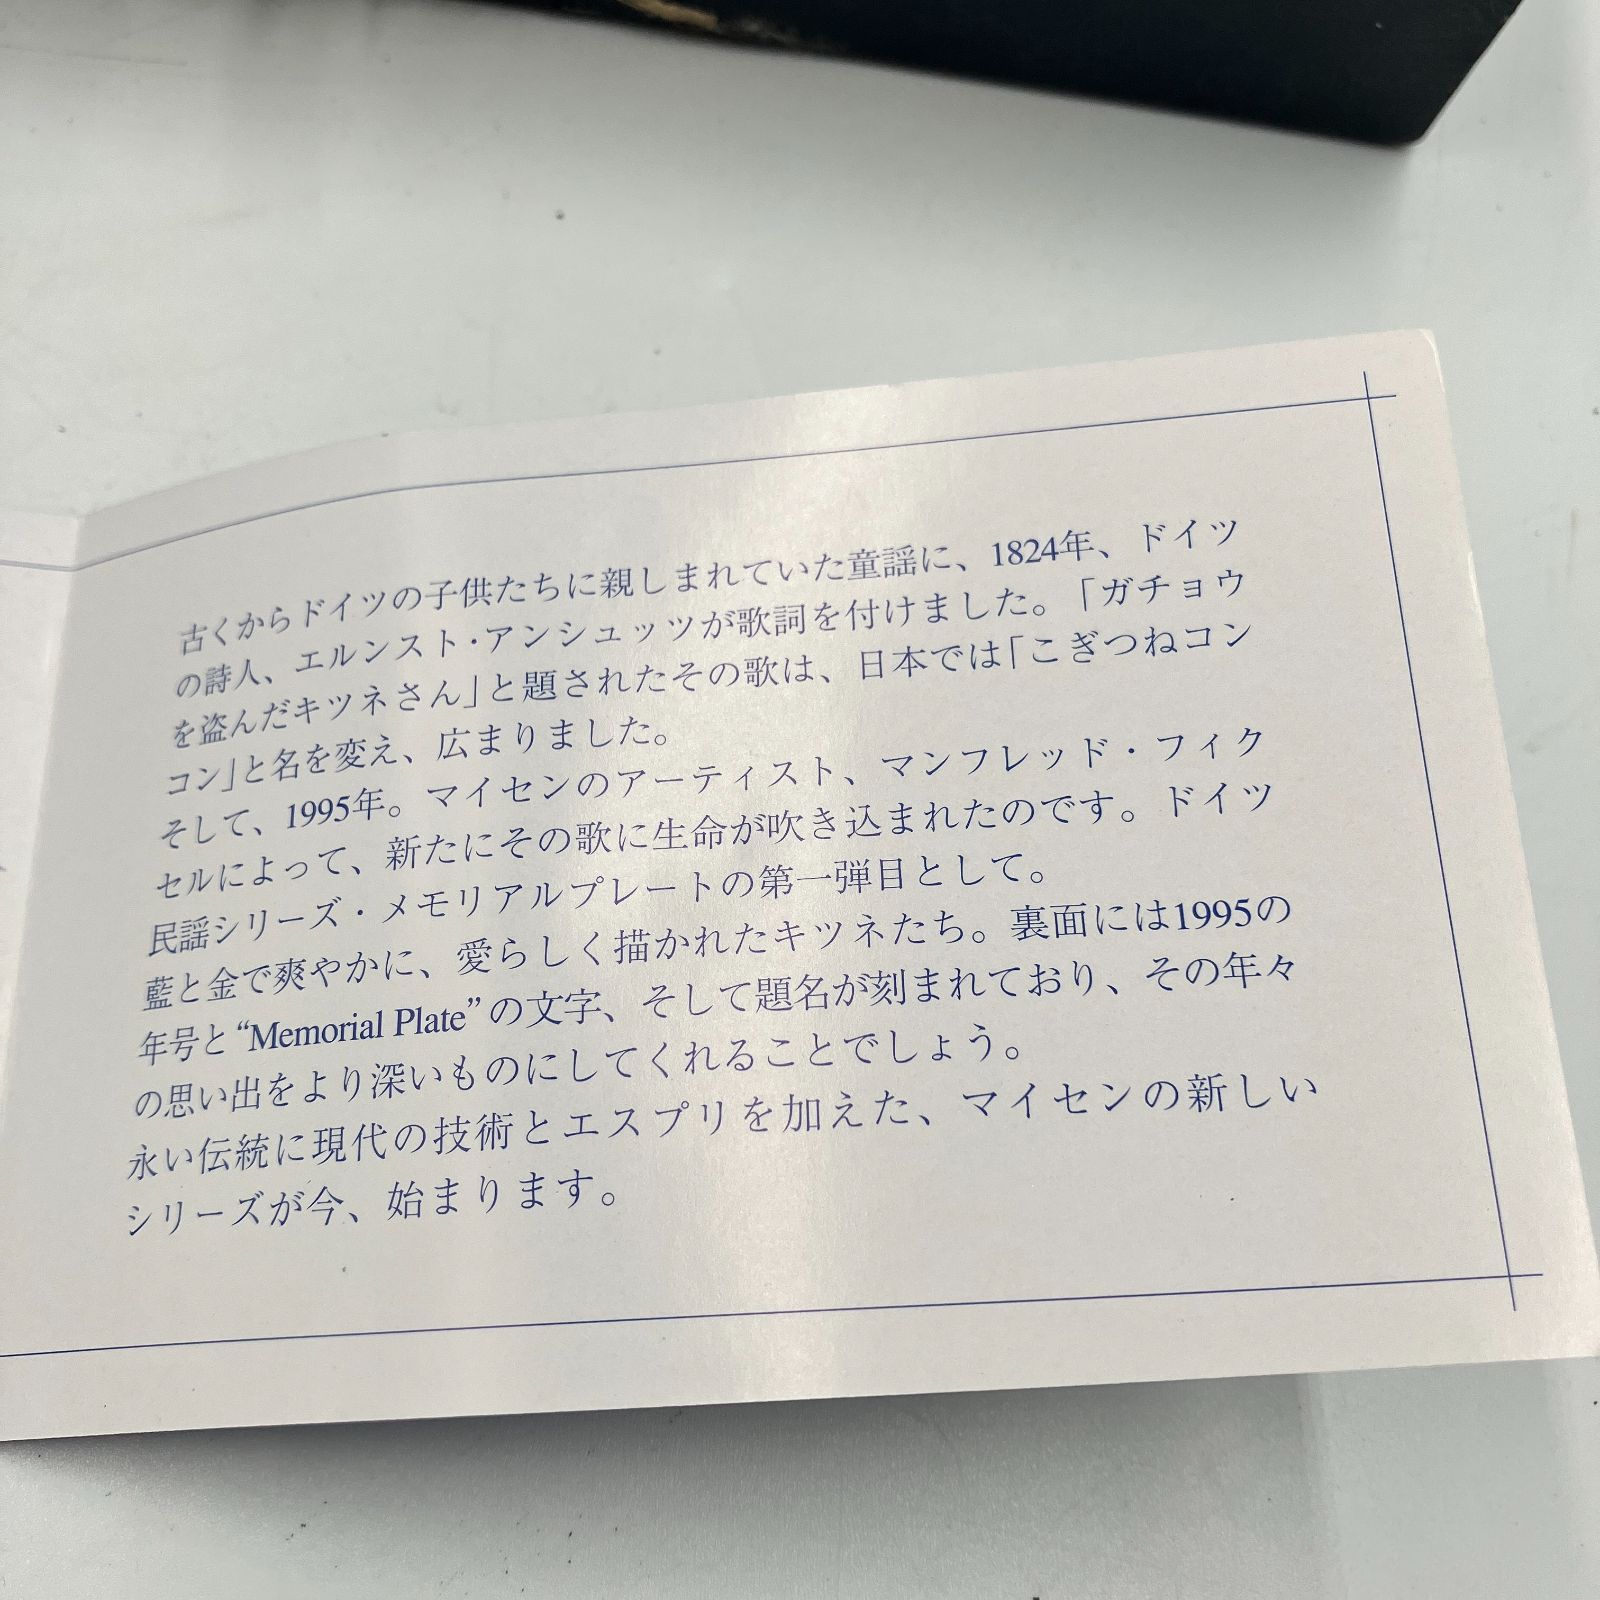 古くからドイツの子供たちに親しまれていた童謡に、1824年、ドイツ
の詩人、エルンスト・アンシュッツが歌詞を付けました。「ガチョウ
を盗んだキツネさん」と題されたその歌は、日本では「こぎつねコン
コン」と名を変え、広まりました。
そして、1995年。マイセンのアーティスト、マンフレッド・フィク
セルによって、新たにその歌に生命が吹き込まれたのです。ドイツ
民謡シリーズ・メモリアルプレートの第一弾目として。
藍と金で爽やかに、愛らしく描かれたキツネたち。裏面には1995の
年号と“Memorial Plate”の文字、そして題名が刻まれており、その年々
の思い出をより深いものにしてくれることでしょう。
永い伝統に現代の技術とエスプリを加えた、マイセンの新しい
シリーズが今、始まります。